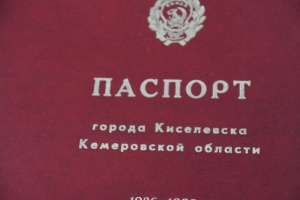 ПАСПОРТ
города Киселевска
Кемеровской области